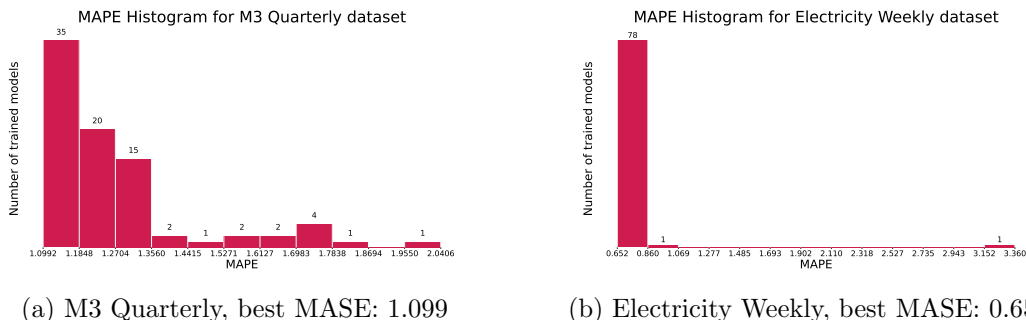 MAPE Histogram for M3 Quarterly dataset
Number of trained models
35
20
15
2
1
2
2
4
1
1
1.0992 1.1848 1.2704 1.3560 1.4415 1.5271 1.6127 1.6983 1.7838 1.8694 1.9550 2.0406
MAPE
(a) M3 Quarterly, best MASE: 1.099
MAPE Histogram for Electricity Weekly dataset
Number of trained models
78
1
1
0.652 0.860 1.069 1.277 1.485 1.693 1.902 2.110 2.318 2.527 2.735 2.943 3.152 3.360
MAPE
(b) Electricity Weekly, best MASE: 0.65